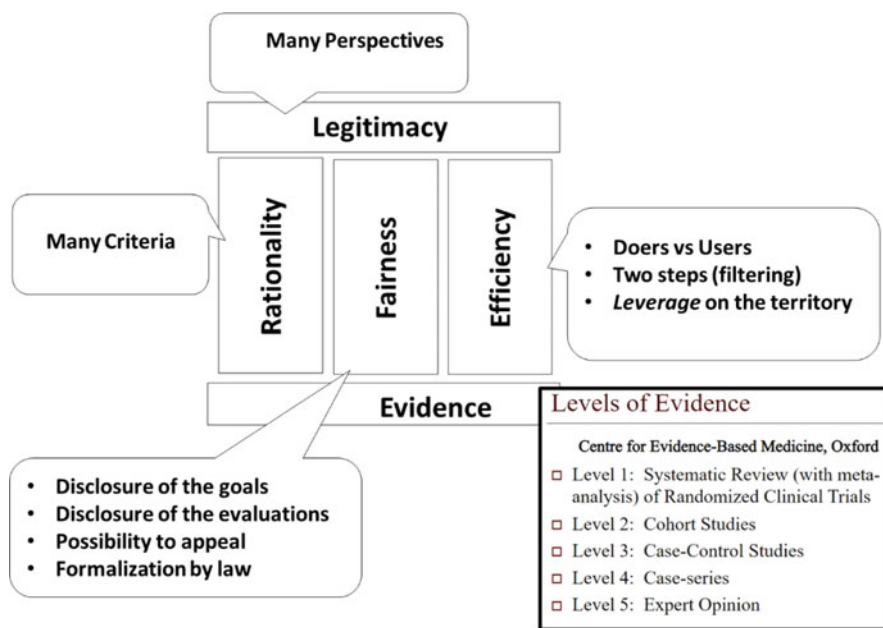 Many Perspectives
Legitimacy
Many Criteria
Rationality
Fairness
Efficiency
• Doers vs Users
• Two steps (filtering)
• Leverage on the territory
Evidence
• Disclosure of the goals
• Disclosure of the evaluations
• Possibility to appeal
• Formalization by law
Levels of Evidence
Centre for Evidence-Based Medicine, Oxford
Level 1: Systematic Review (with meta-
analysis) of Randomized Clinical Trials
Level 2: Cohort Studies
Level 3: Case-Control Studies
Level 4: Case-series
Level 5: Expert Opinion